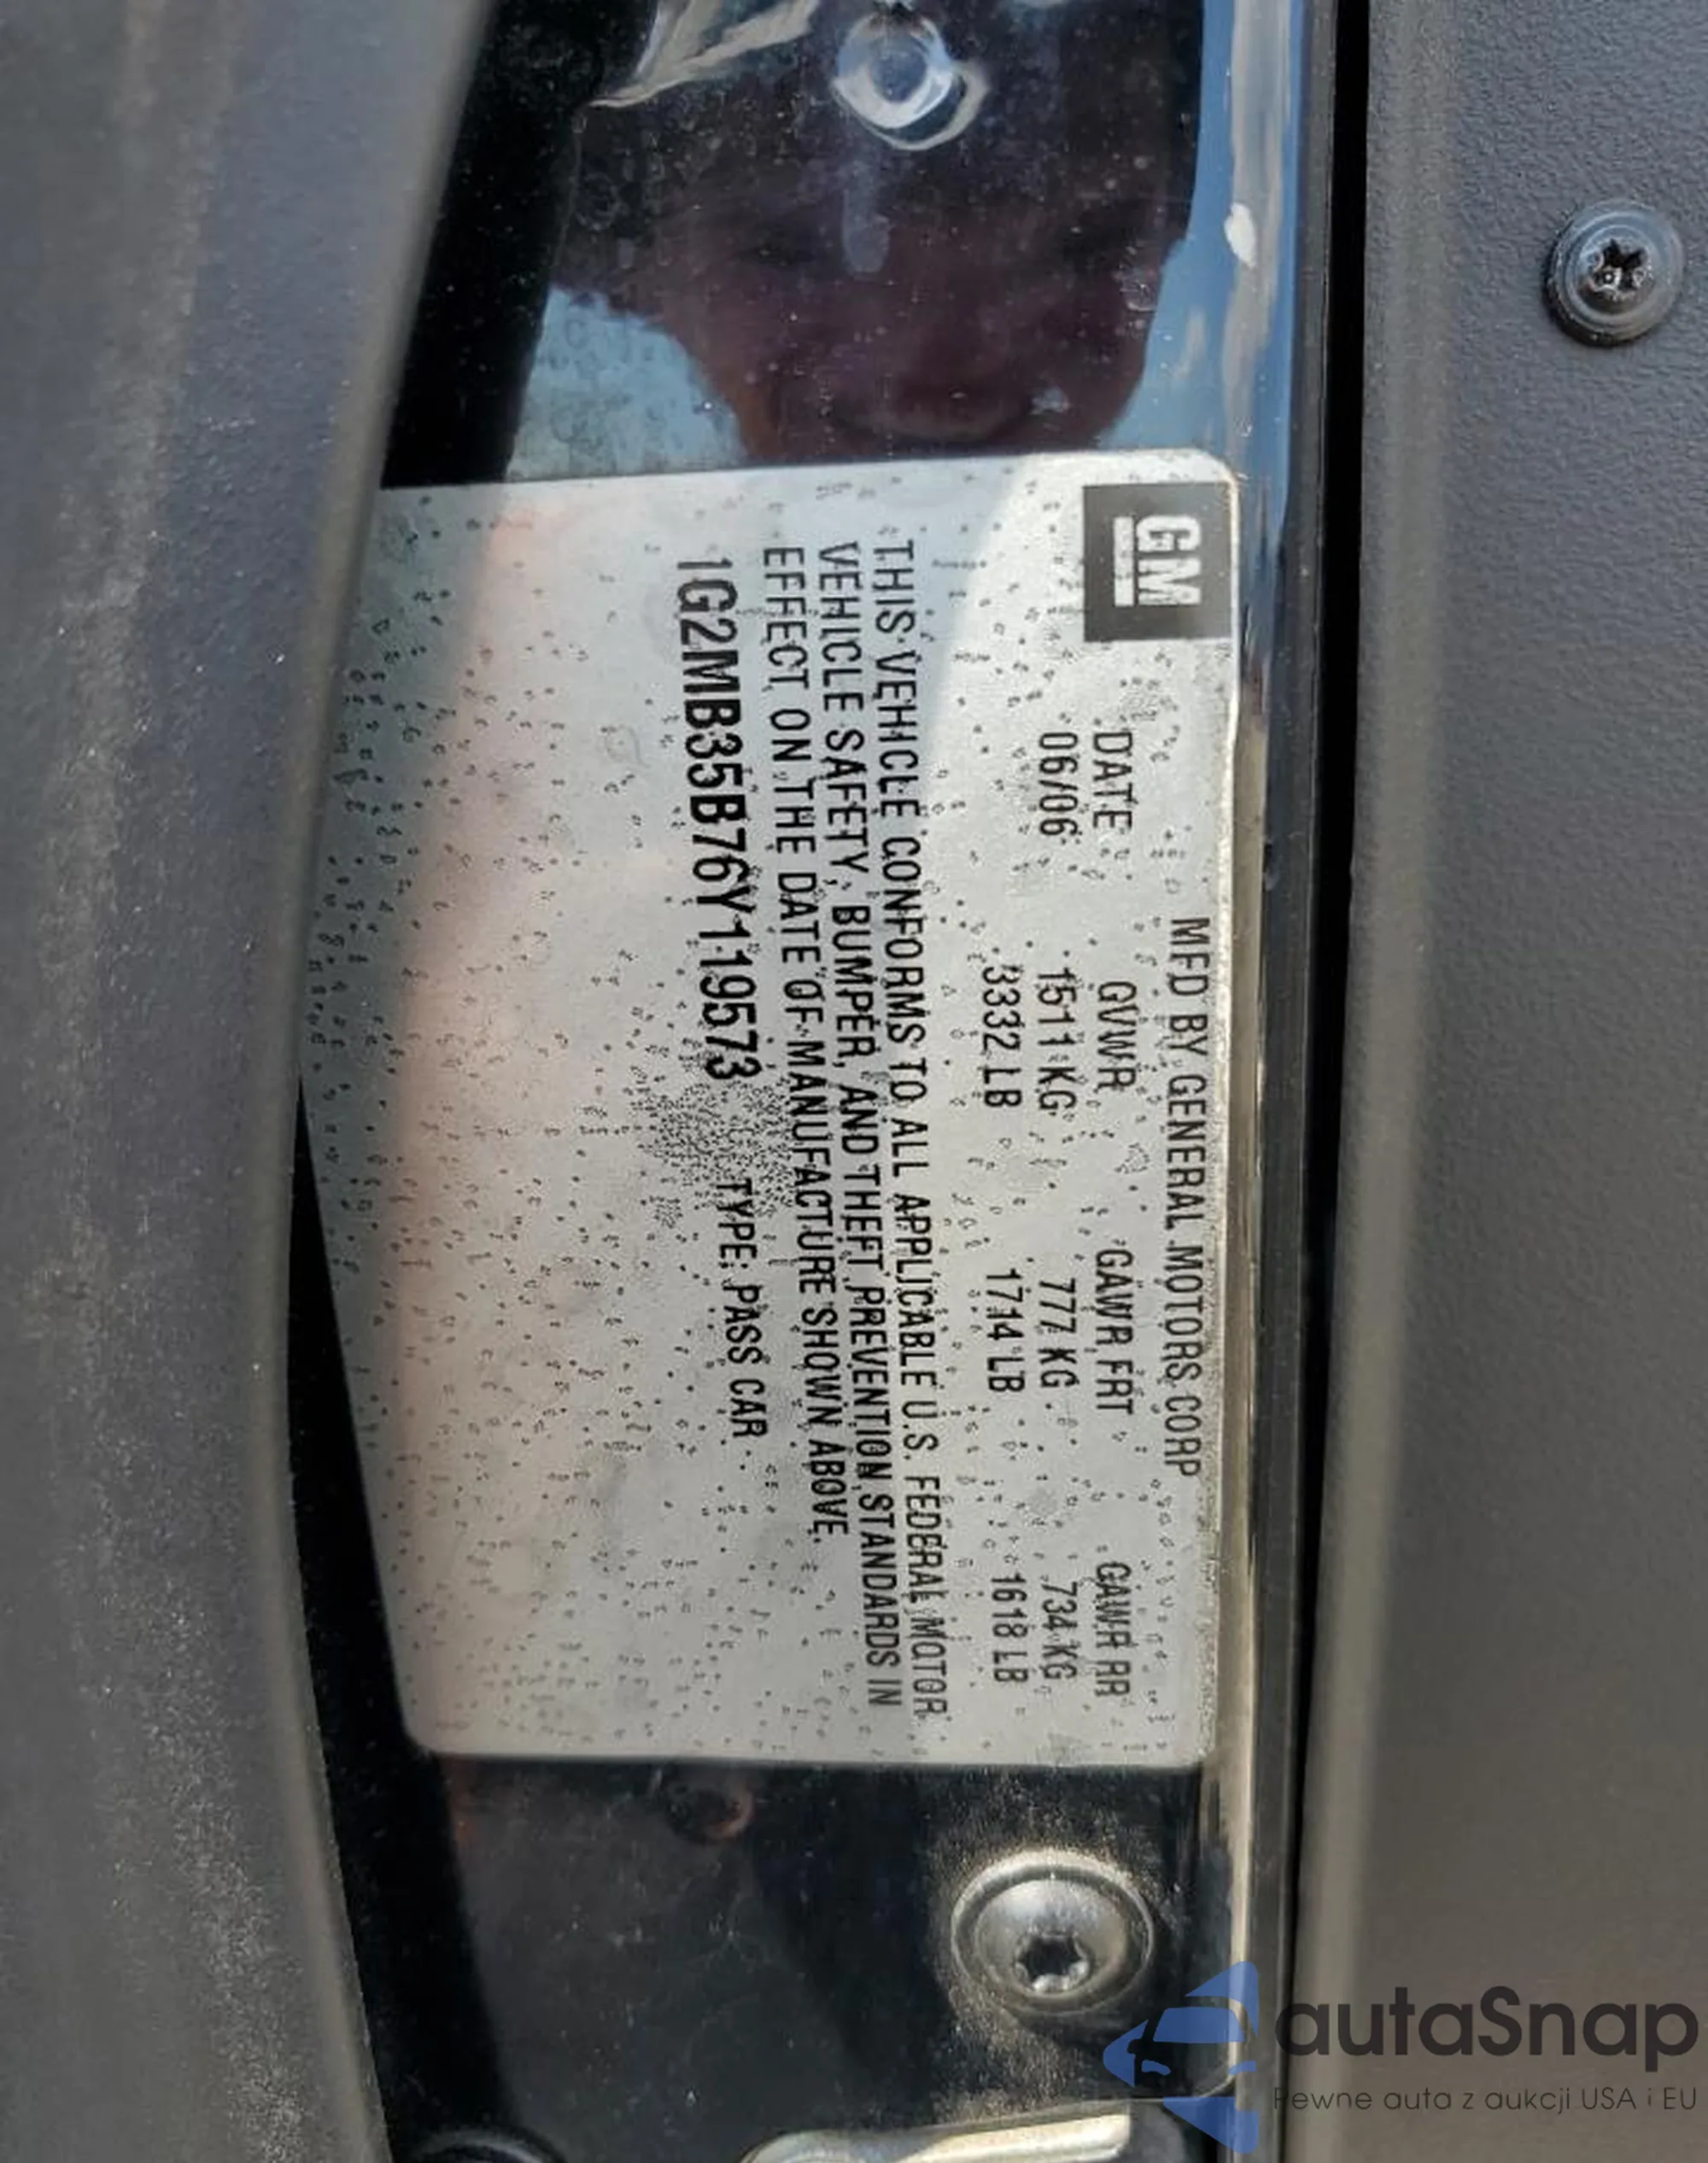 GM
MFD BY GENERAL MOTORS CORP
DATE GVWR GAWR FRT GAWR RR
06/06 1511 KG 777 KG 734 KG
3332 LB 1714 LB 1618 LB
THIS VEHICLE CONFORMS TO ALL APPLICABLE U.S. FEDERAL MOTOR
VEHICLE SAFETY, BUMPER, AND THEFT PREVENTION STANDARDS IN
EFFECT ON THE DATE OF MANUFACTURE SHOWN ABOVE.
1G2MB35B76Y119573 TYPE: PASS CAR
autaSnap
Pewne auta z aukcji USA i EU